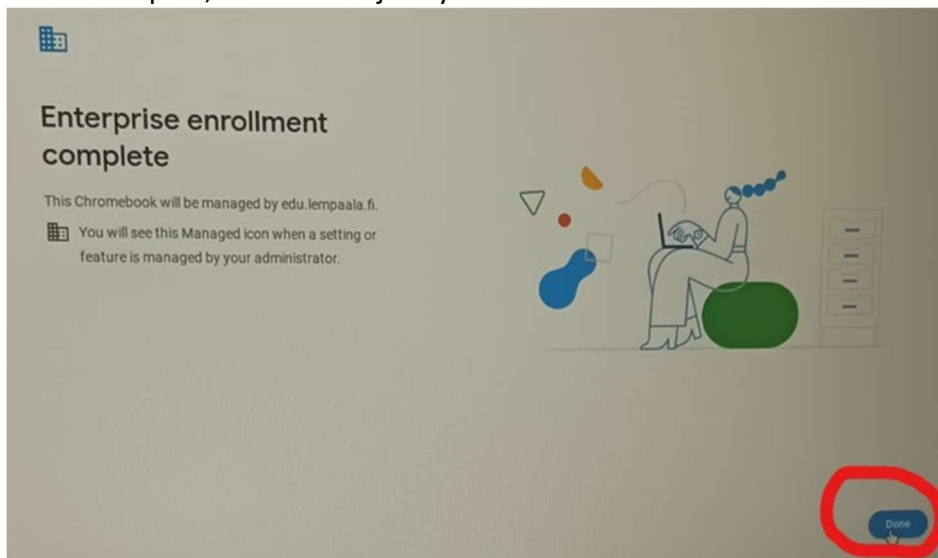 Enterprise enrollment
complete
This Chromebook will be managed by edu.lempaala.fi.
You will see this Managed icon when a setting or
feature is managed by your administrator.
Done